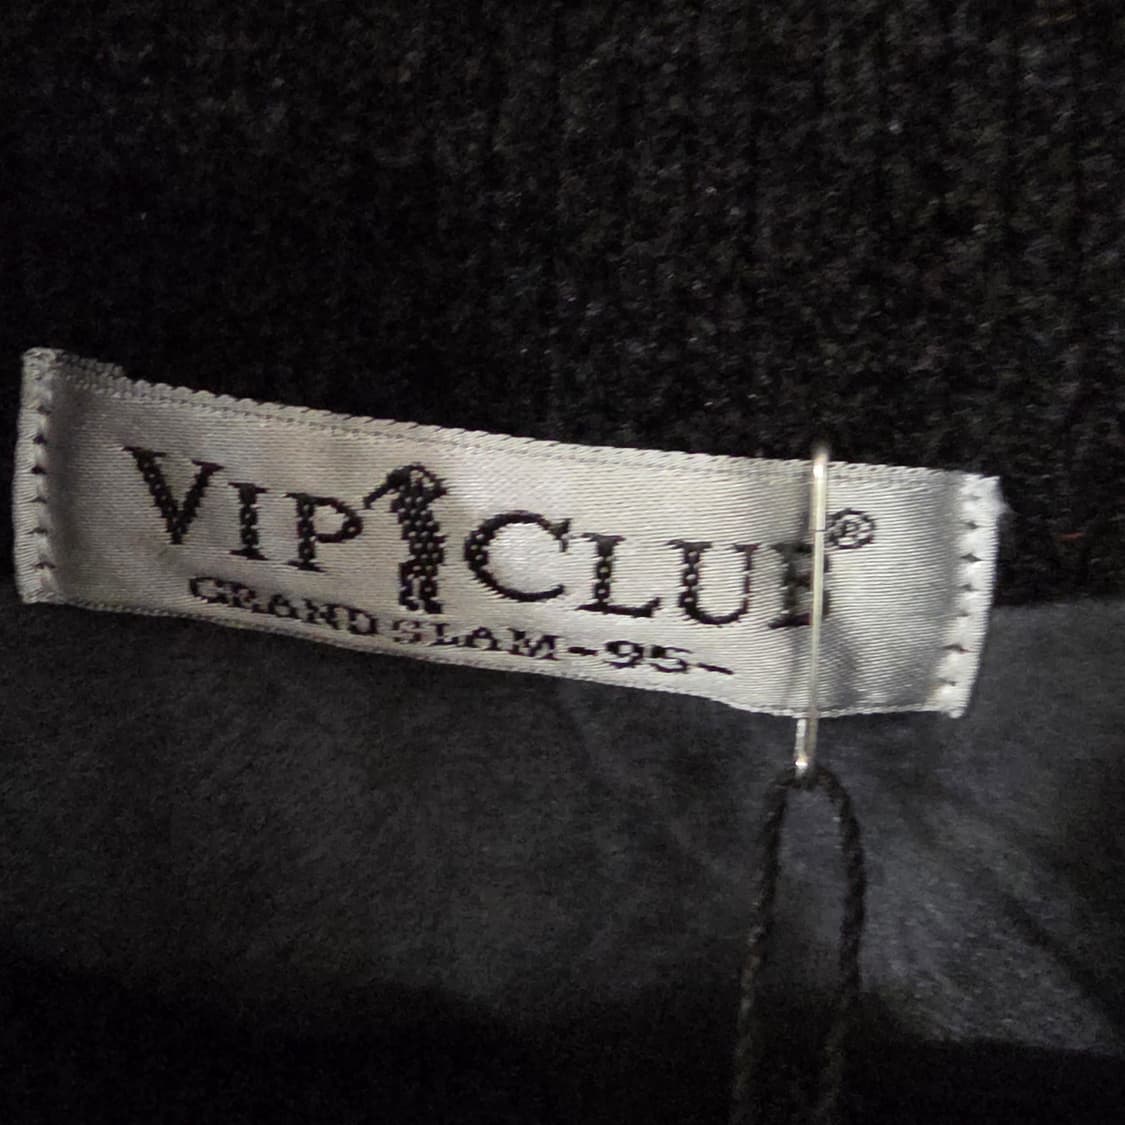 VIP CLUB®
GRAND SLAM-95-